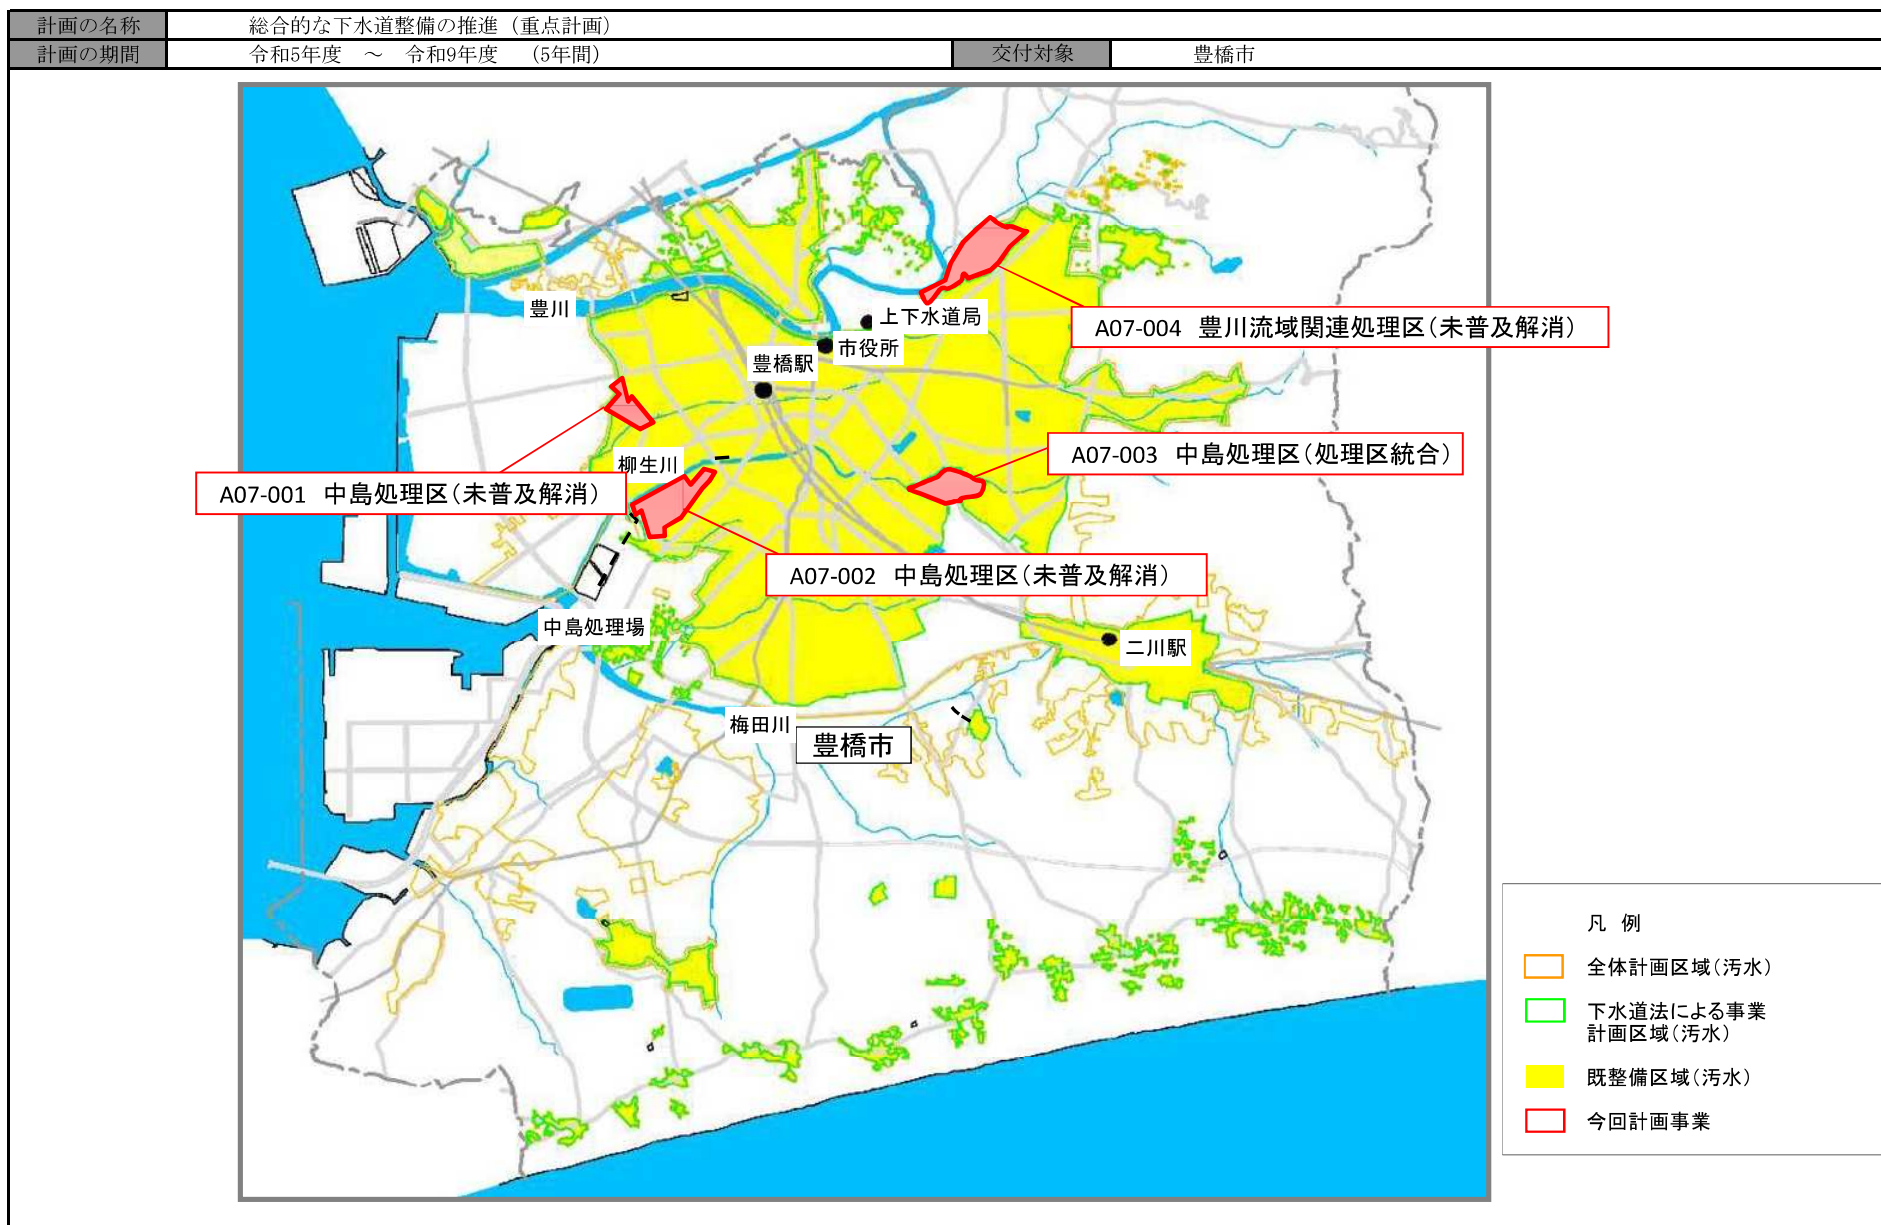 計画の名称 総合的な下水道整備の推進（重点計画）
計画の期間 令和5年度 ～ 令和9年度 （5年間） 交付対象 豊橋市
豊川
上下水道局
A07-004 豊川流域関連処理区（未普及解消）
市役所
豊橋駅
A07-003 中島処理区（処理区統合）
柳生川
A07-001 中島処理区（未普及解消）
A07-002 中島処理区（未普及解消）
中島処理場
二川駅
梅田川
豊橋市
凡 例
全体計画区域（汚水）
下水道法による事業
計画区域（汚水）
既整備区域（汚水）
今回計画事業